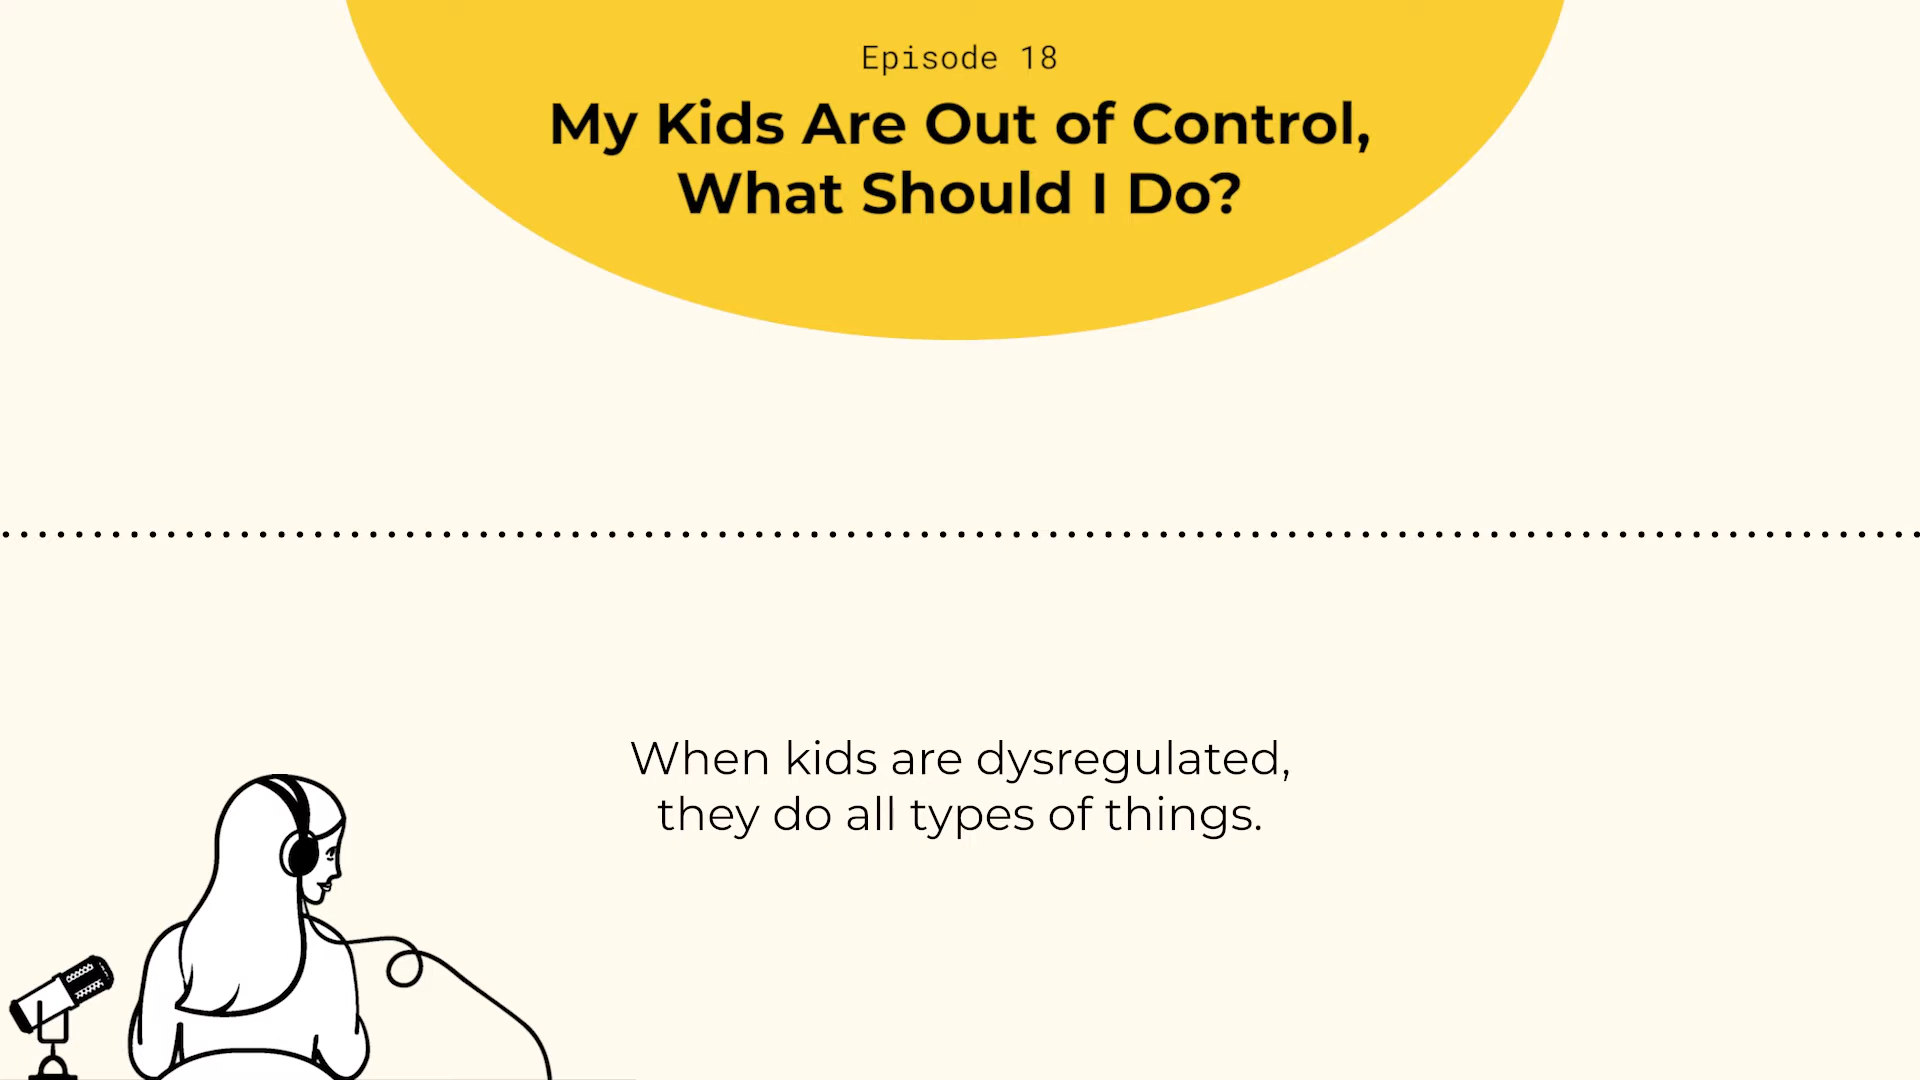 Episode 18
My Kids Are Out of Control,
What Should I Do?
When kids are dysregulated,
they do all types of things.